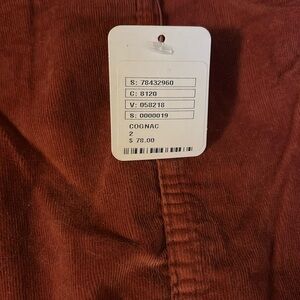 S: 78432960
C: 8120
V: 058218
S: 0000019
COGNAC
2
$ 78.00